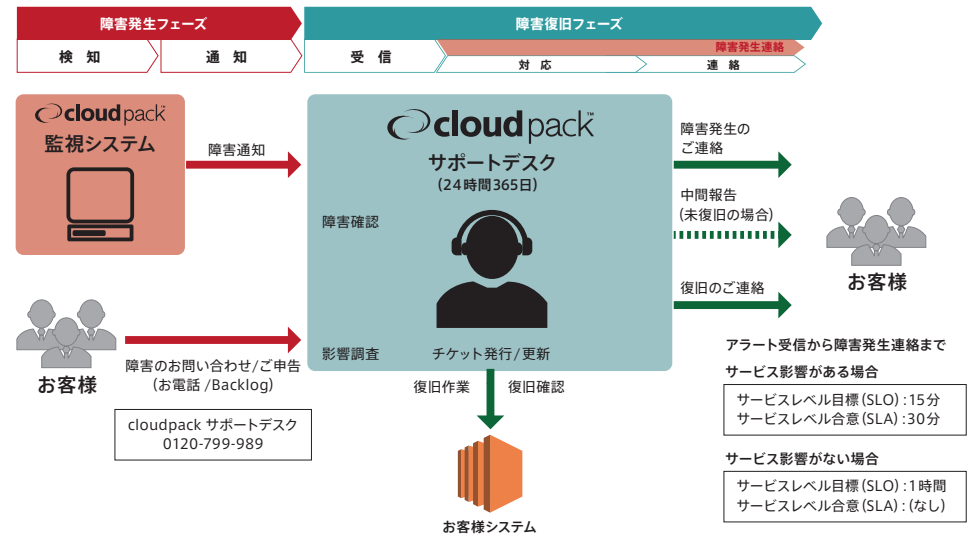 障害発生フェーズ
障害復旧フェーズ
検 知
通 知
受 信
障害発生連絡
対 応
連 絡
cloudpack
監視システム
障害通知
cloudpack™
サポートデスク
(24時間365日)
障害確認
影響調査
チケット発行/更新
お客様
障害のお問い合わせ/ご申告
(お電話/Backlog)
cloudpack サポートデスク
0120-799-989
復旧作業
復旧確認
お客様システム
障害発生の
ご連絡
中間報告
(未復旧の場合)
復旧のご連絡
お客様
アラート受信から障害発生連絡まで
サービス影響がある場合
サービスレベル目標(SLO):15分
サービスレベル合意(SLA):30分
サービス影響がない場合
サービスレベル目標(SLO):1時間
サービスレベル合意(SLA):(なし)